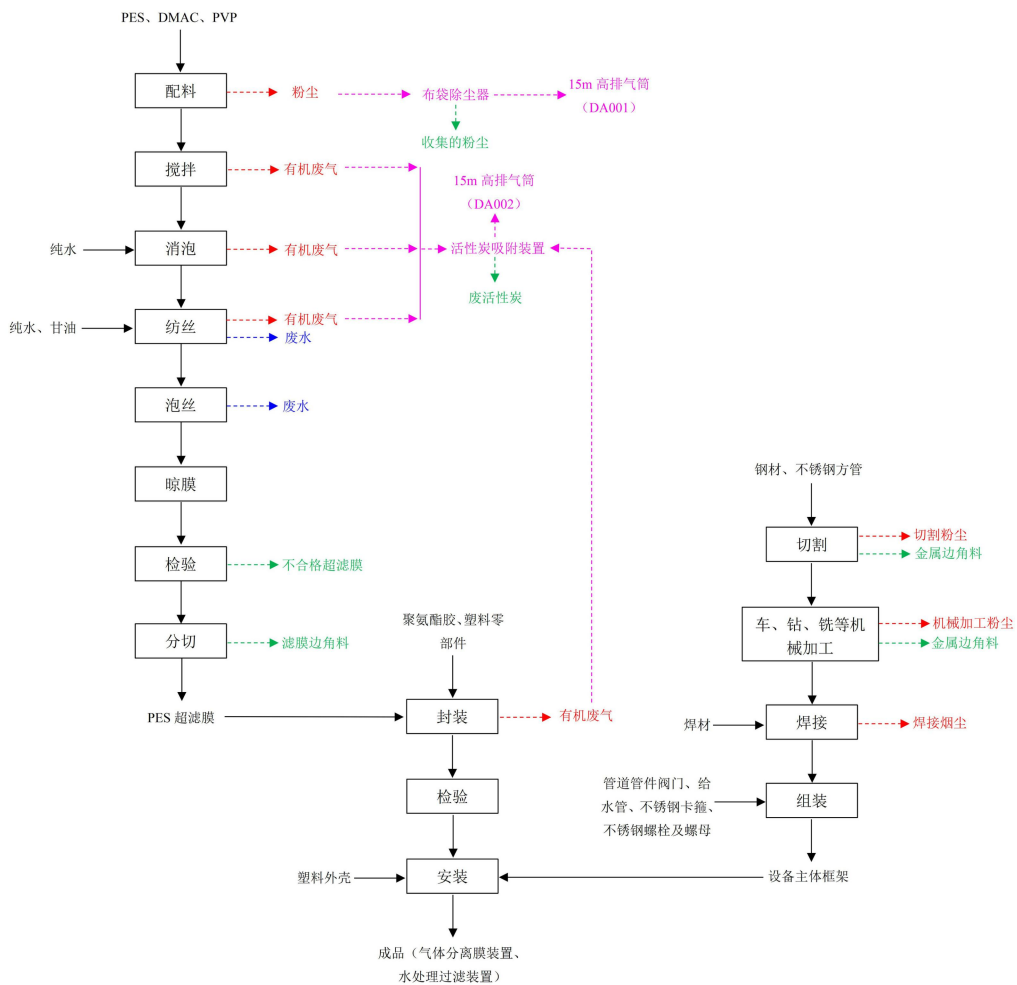 PES、DMAC、PVP
配料
粉尘
布袋除尘器
15m 高排气筒
（DA001）
收集的粉尘
搅拌
有机废气
15m 高排气筒
（DA002）
纯水
消泡
有机废气
活性炭吸附装置
废活性炭
纯水、甘油
纺丝
有机废气
废水
泡丝
废水
晾膜
检验
不合格超滤膜
分切
滤膜边角料
PES 超滤膜
聚氨酯胶、塑料零
部件
封装
有机废气
检验
塑料外壳
安装
成品（气体分离膜装置、
水处理过滤装置）
钢材、不锈钢方管
切割
切割粉尘
金属边角料
车、钻、铣等机
械加工
机械加工粉尘
金属边角料
焊材
焊接
焊接烟尘
管道管件阀门、给
水管、不锈钢卡箍、
不锈钢螺栓及螺母
组装
设备主体框架